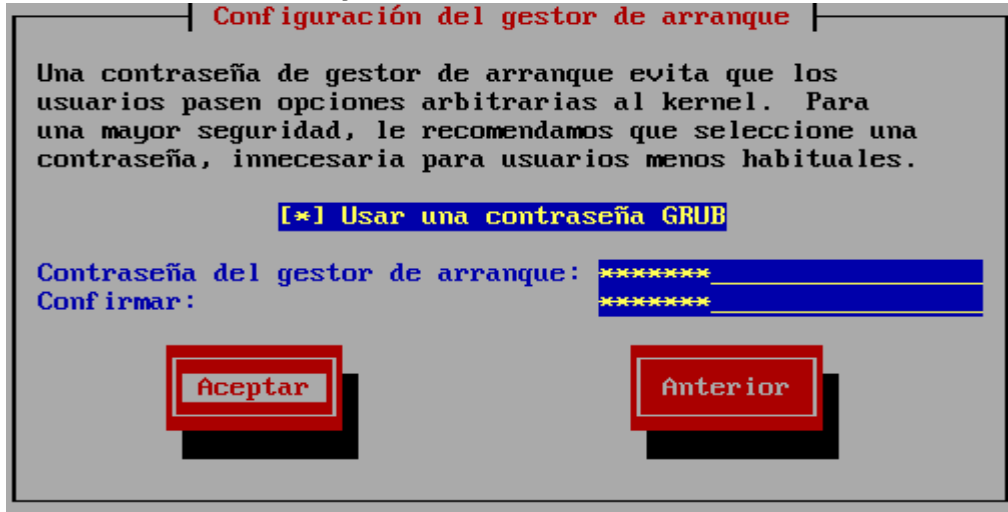 Configuración del gestor de arranque
Una contraseña de gestor de arranque evita que los
usuarios pasen opciones arbitrarias al kernel.  Para
una mayor seguridad, le recomendamos que seleccione una
contraseña, innecesaria para usuarios menos habituales.
[*] Usar una contraseña GRUB
Contraseña del gestor de arranque: *******
Confirmar: *******
Aceptar Anterior